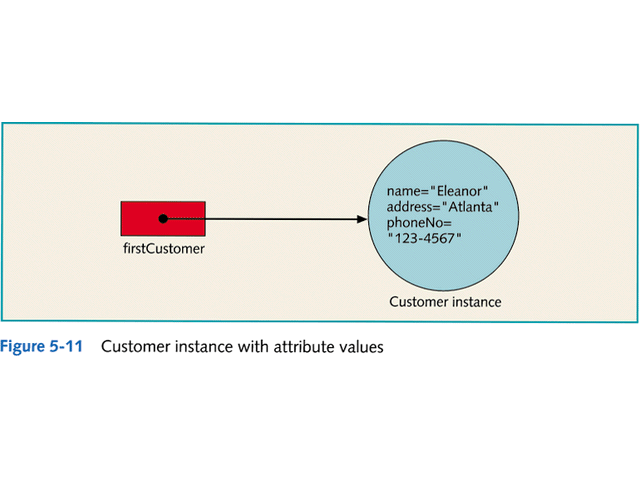 name="Eleanor"
address="Atlanta"
phoneNo=
"123-4567"
firstCustomer
Customer instance
Figure 5-11 Customer instance with attribute values